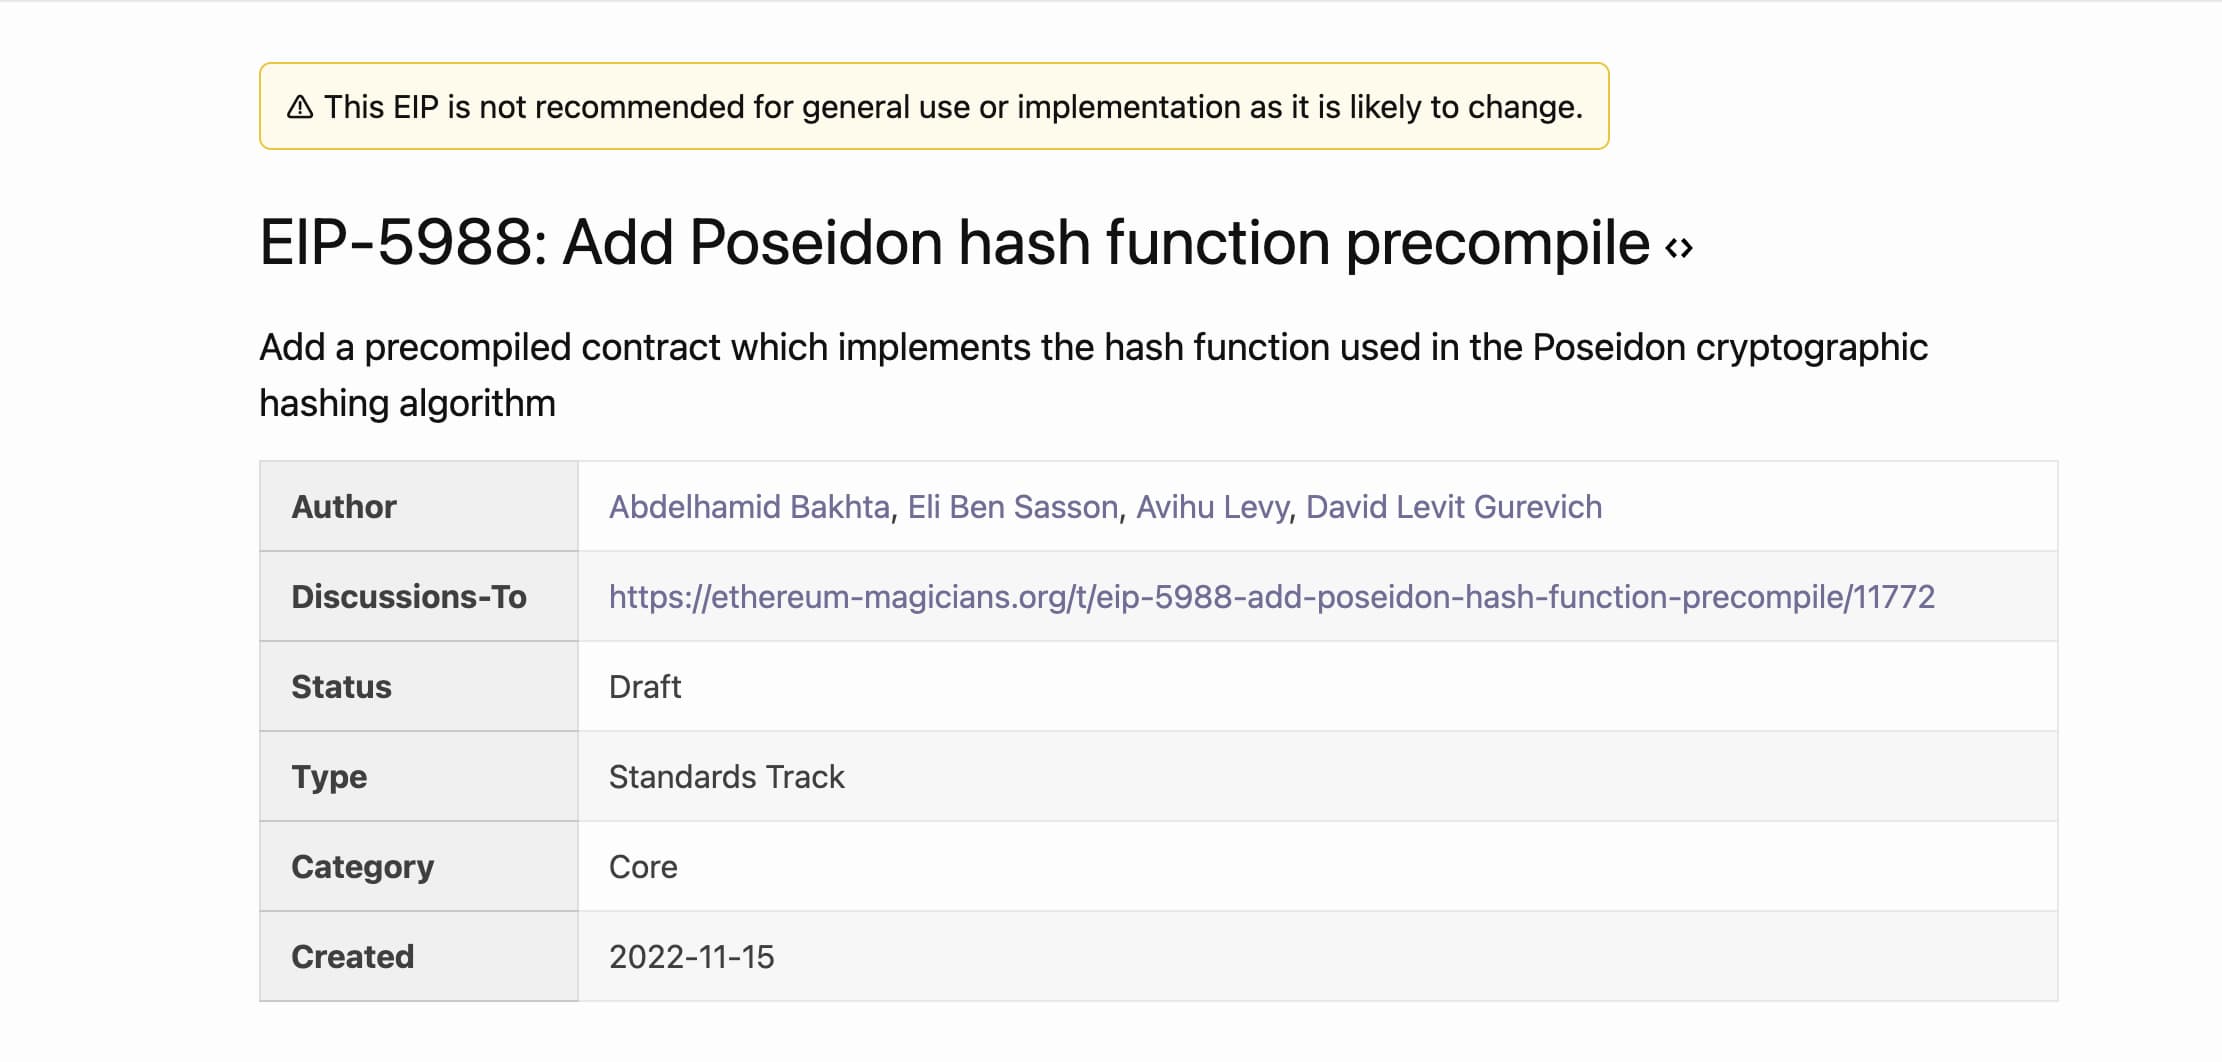 ⚠ This EIP is not recommended for general use or implementation as it is likely to change.
EIP-5988: Add Poseidon hash function precompile <>
Add a precompiled contract which implements the hash function used in the Poseidon cryptographic
hashing algorithm
Author Abdelhamid Bakhta, Eli Ben Sasson, Avihu Levy, David Levit Gurevich
Discussions-To https://ethereum-magicians.org/t/eip-5988-add-poseidon-hash-function-precompile/11772
Status Draft
Type Standards Track
Category Core
Created 2022-11-15